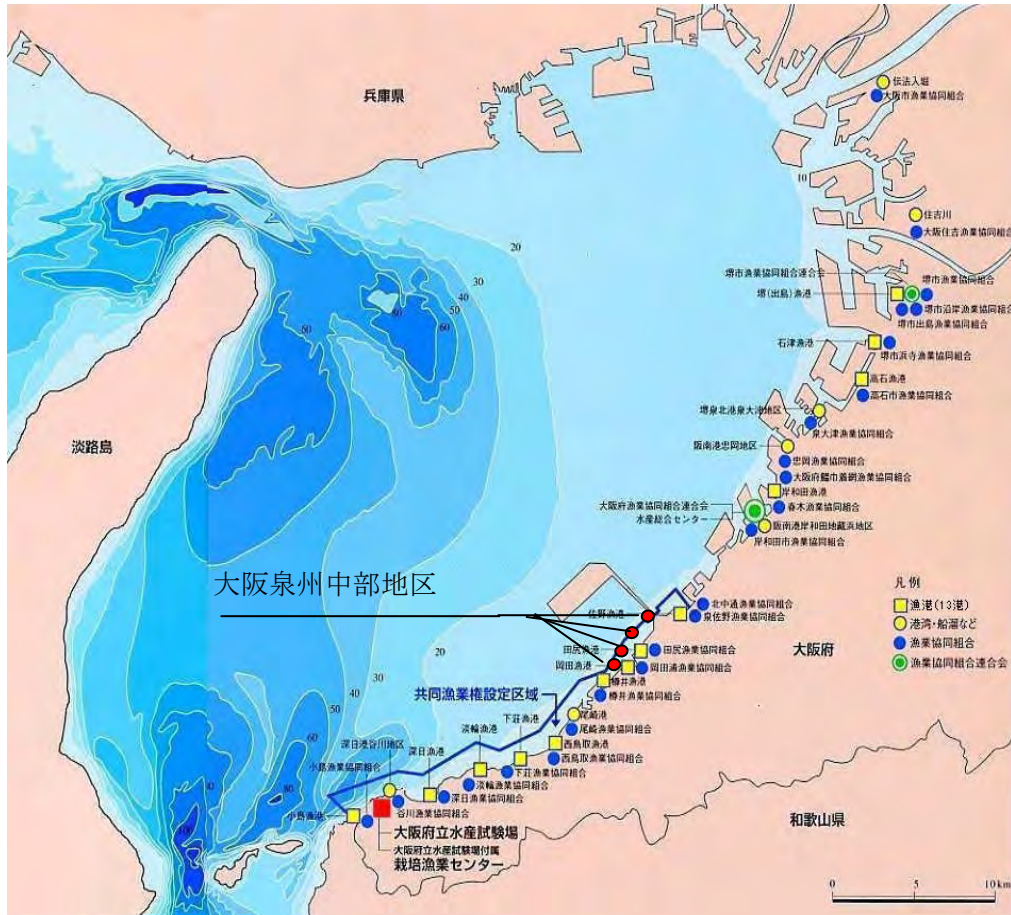 兵庫県
伝法入堀
大阪市漁業協同組合
10
住吉川
大阪住吉漁業協同組合
20
30
40
50
60
60
60
堺市漁業協同組合連合会
堺市漁業協同組合
堺(出島)漁港
堺市沿岸漁業協同組合
堺市出島漁業協同組合
石津漁港
堺市浜寺漁業協同組合
高石漁港
高石市漁業協同組合
堺泉北港泉大津地区
泉大津漁業協同組合
淡路島
阪南港忠岡地区
忠岡漁業協同組合
大阪府鰮巾着網漁業協同組合
岸和田漁港
大阪府漁業協同組合連合会
春木漁業協同組合
水産総合センター
阪南港岸和田地蔵浜地区
岸和田市漁業協同組合
大阪泉州中部地区
凡例
漁港(13港)
港湾・船溜など
漁業協同組合
漁業協同組合連合会
佐野漁港
北中通漁業協同組合
泉佐野漁業協同組合
大阪府
田尻漁港
田尻漁業協同組合
岡田漁港
岡田浦漁業協同組合
20
樽井漁港
樽井漁業協同組合
30
40
共同漁業権設定区域
尾崎港
尾崎漁業協同組合
下荘漁港
淡輪漁港
深日漁港
深日港谷川地区
西鳥取漁港
西鳥取漁業協同組合
60
小島漁業協同組合
下荘漁業協同組合
淡輪漁業協同組合
80
深日漁業協同組合
小島漁港
谷川漁業協同組合
100
大阪府立水産試験場
大阪府立水産試験場付属
栽培漁業センター
和歌山県
0 5 10km